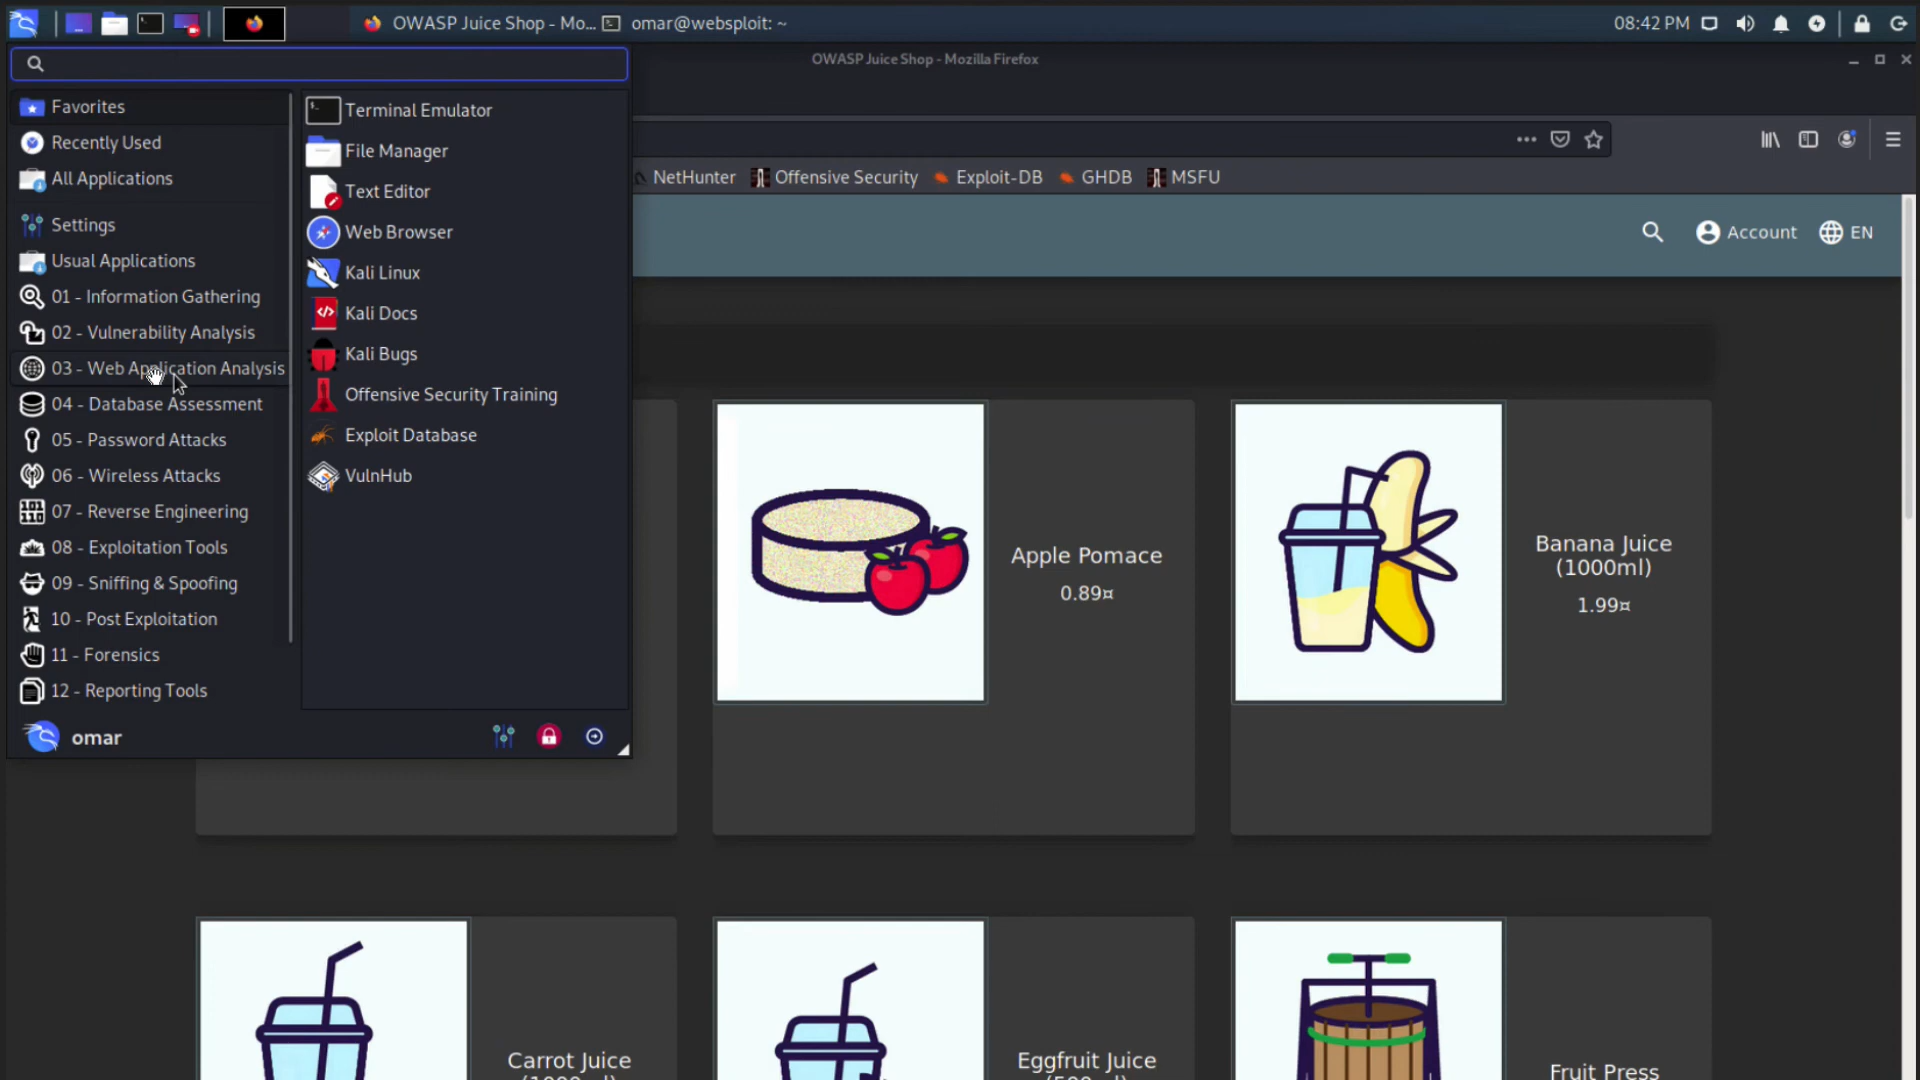 OWASP Juice Shop - Mo...
omar@websploit: ~
08:42 PM
OWASP Juice Shop - Mozilla Firefox
Favorites
Recently Used
All Applications
Settings
Usual Applications
01 - Information Gathering
02 - Vulnerability Analysis
03 - Web Application Analysis
04 - Database Assessment
05 - Password Attacks
06 - Wireless Attacks
07 - Reverse Engineering
08 - Exploitation Tools
09 - Sniffing & Spoofing
10 - Post Exploitation
11 - Forensics
12 - Reporting Tools
omar
Terminal Emulator
File Manager
Text Editor
Web Browser
Kali Linux
Kali Docs
Kali Bugs
Offensive Security Training
Exploit Database
VulnHub
NetHunter
Offensive Security
Exploit-DB
GHDB
MSFU
Account
EN
Apple Pomace
0.89¤
Banana Juice
(1000ml)
1.99¤
Carrot Juice
(1000ml)
Eggfruit Juice
(500ml)
Fruit Press